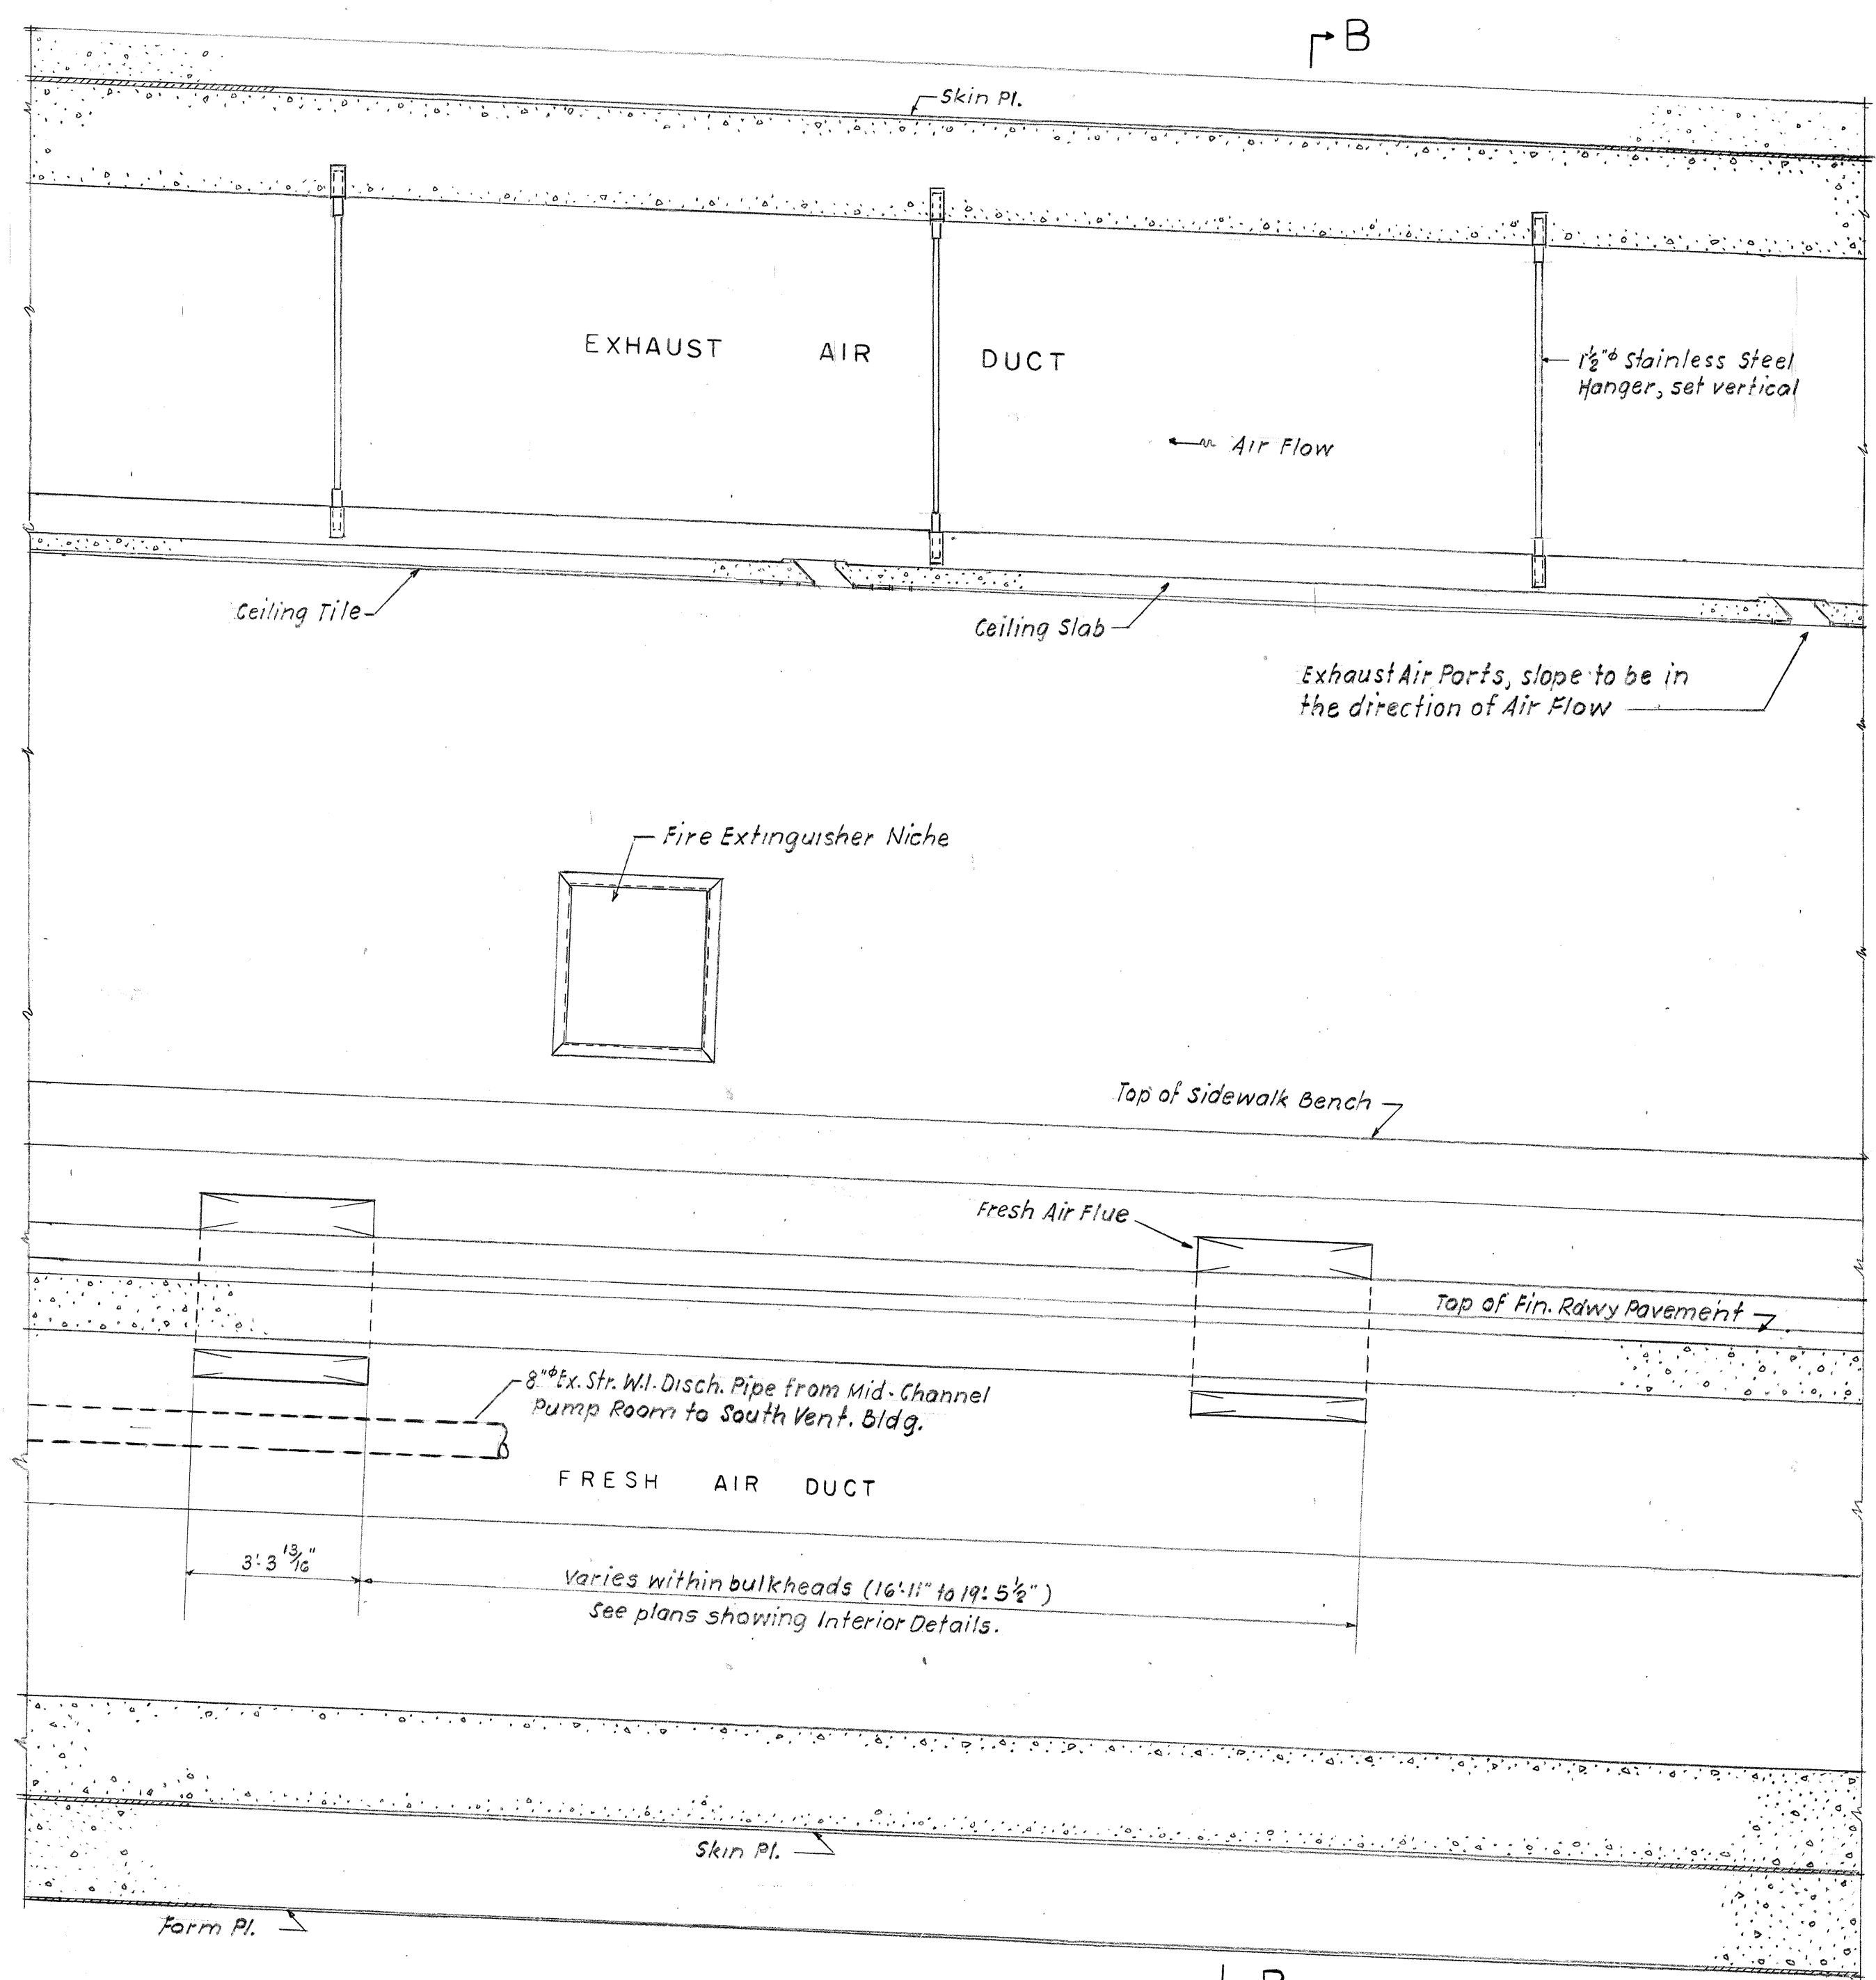 B
Skin Pl.
EXHAUST AIR DUCT
1½"ᶲ Stainless Steel
Hanger, set vertical
Air Flow
Ceiling Tile
Ceiling Slab
Exhaust Air Ports, slope to be in
the direction of Air Flow
Fire Extinguisher Niche
Top of Sidewalk Bench
Fresh Air Flue
Top of Fin. Rdwy Pavement
8"ᶲ Ex. Str. W.I. Disch. Pipe from Mid-Channel
Pump Room to South Vent. Bldg.
FRESH AIR DUCT
3'-3 13/16"
Varies within bulkheads (16'-11" to 19'-5½")
See plans showing Interior Details.
Skin Pl.
Form Pl.
B